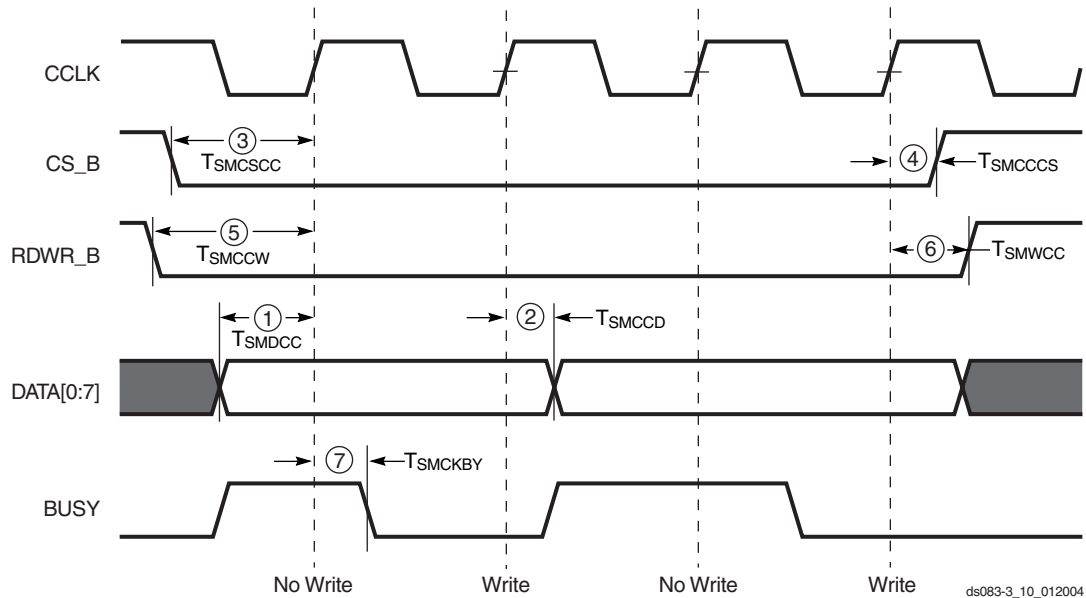 CCLK
CS_B
3
TSMCSCC
4
TSMCCCS
RDWR_B
5
TSMCCW
6
TSMWCC
DATA[0:7]
1
TSMDCC
2
TSMCCD
BUSY
7
TSMCKBY
No Write
Write
No Write
Write
ds083-3_10_012004